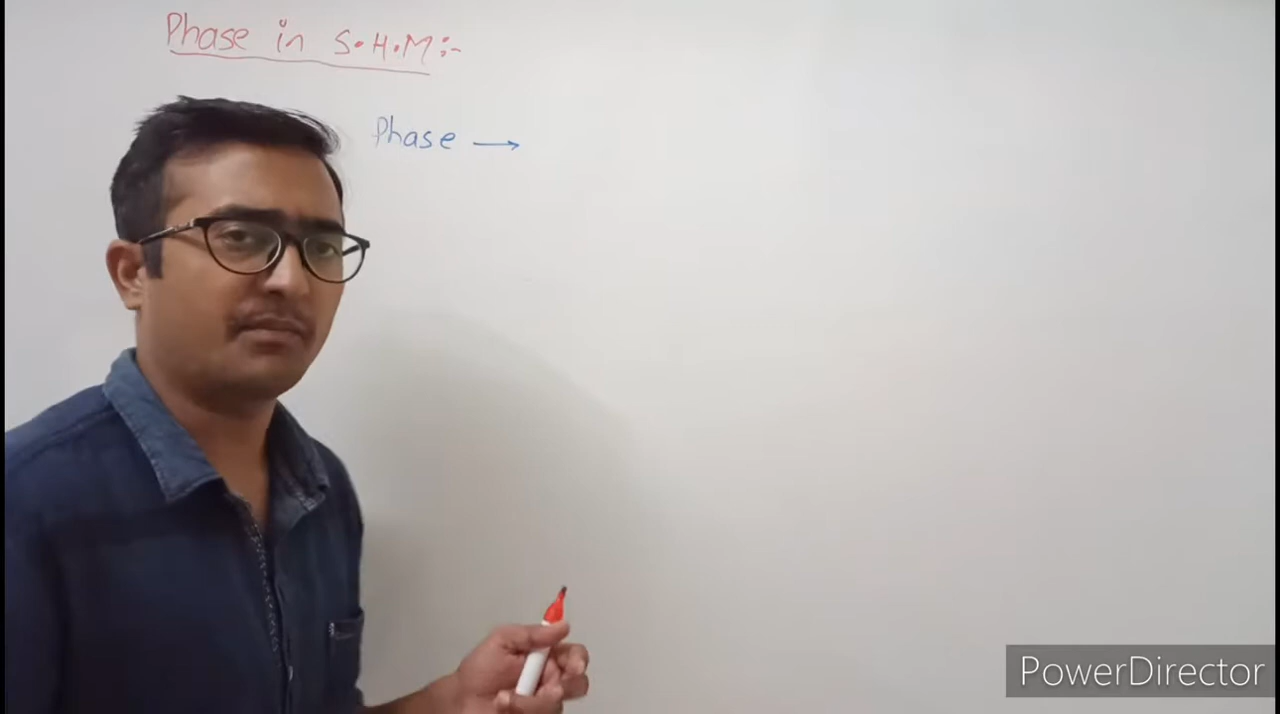 Phase in S.H.M:-
Phase →
PowerDirector